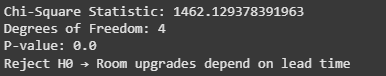 Chi-Square Statistic: 1462.129378391963
Degrees of Freedom: 4
P-value: 0.0
Reject H0 → Room upgrades depend on lead time